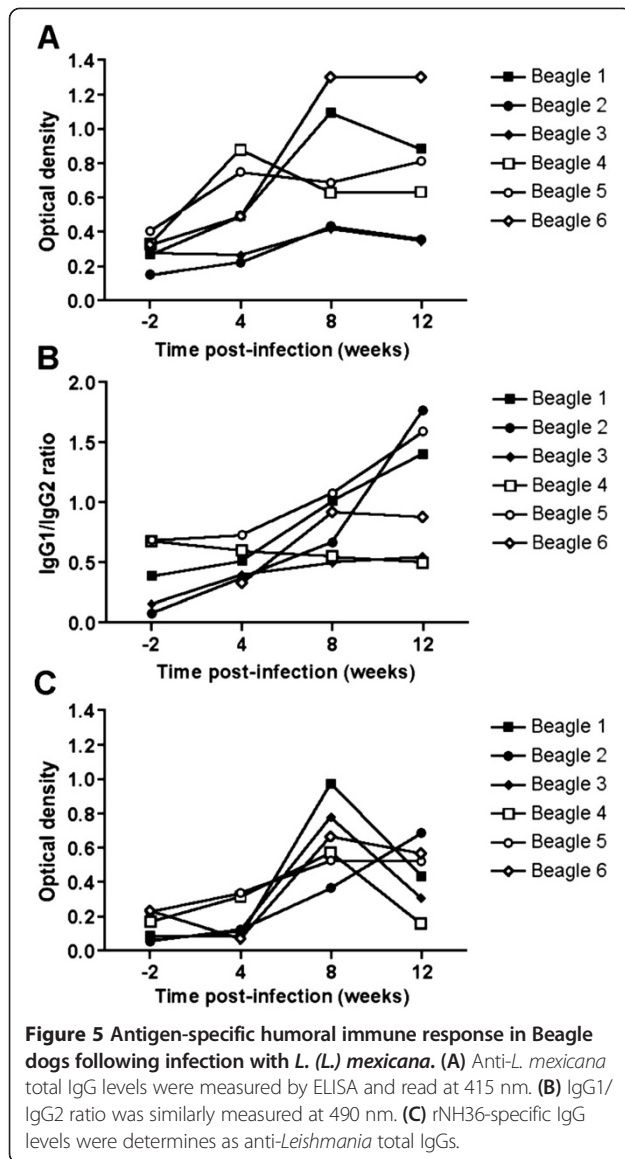 A
Optical density
1.4
1.2
1.0
0.8
0.6
0.4
0.2
0.0
-2 4 8 12
Time post-infection (weeks)
Beagle 1
Beagle 2
Beagle 3
Beagle 4
Beagle 5
Beagle 6
B
IgG1/IgG2 ratio
2.0
1.5
1.0
0.5
0.0
-2 4 8 12
Time post-infection (weeks)
Beagle 1
Beagle 2
Beagle 3
Beagle 4
Beagle 5
Beagle 6
C
Optical density
1.4
1.2
1.0
0.8
0.6
0.4
0.2
0.0
-2 4 8 12
Time post-infection (weeks)
Beagle 1
Beagle 2
Beagle 3
Beagle 4
Beagle 5
Beagle 6
Figure 5 Antigen-specific humoral immune response in Beagle
dogs following infection with L. (L.) mexicana. (A) Anti-L. mexicana
total IgG levels were measured by ELISA and read at 415 nm. (B) IgG1/
IgG2 ratio was similarly measured at 490 nm. (C) rNH36-specific IgG
levels were determines as anti-Leishmania total IgGs.